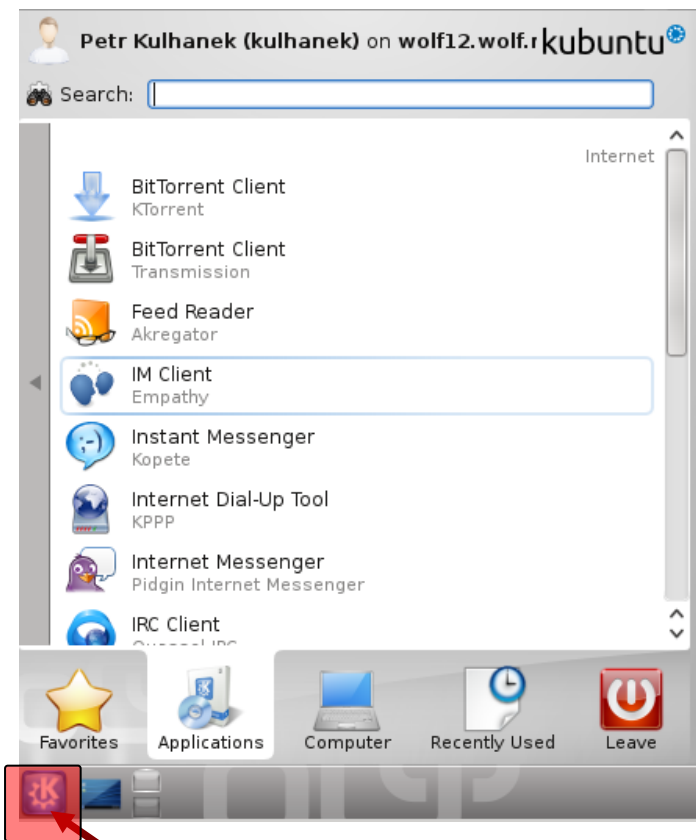 Petr Kulhanek (kulhanek) on wolf12.wolf.r kubuntu
Search:
Internet
BitTorrent Client
KTorrent
BitTorrent Client
Transmission
Feed Reader
Akregator
IM Client
Empathy
Instant Messenger
Kopete
Internet Dial-Up Tool
KPPP
Internet Messenger
Pidgin Internet Messenger
IRC Client
Favorites
Applications
Computer
Recently Used
Leave